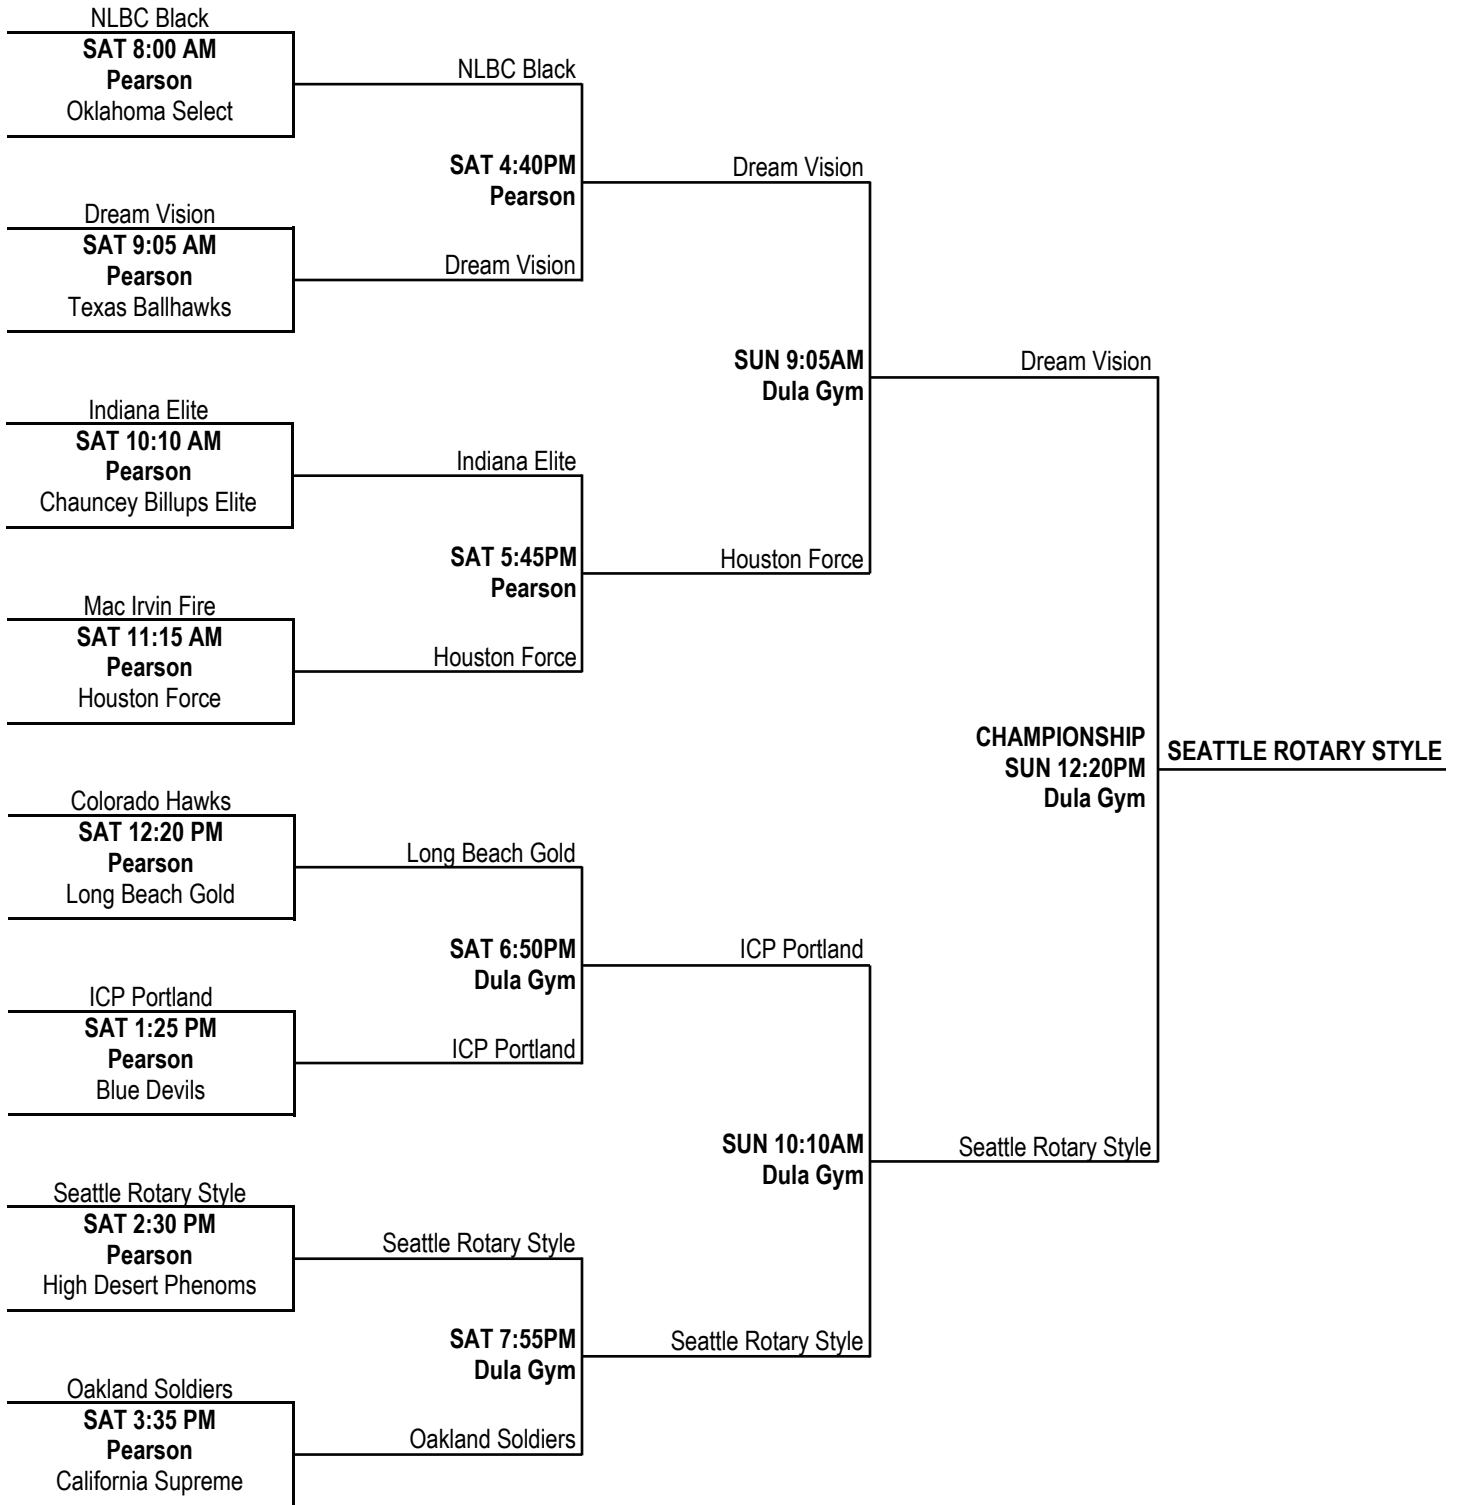 NLBC Black
SAT 8:00 AM
Pearson
Oklahoma Select
Dream Vision
SAT 9:05 AM
Pearson
Texas Ballhawks
Indiana Elite
SAT 10:10 AM
Pearson
Chauncey Billups Elite
Mac Irvin Fire
SAT 11:15 AM
Pearson
Houston Force
Colorado Hawks
SAT 12:20 PM
Pearson
Long Beach Gold
ICP Portland
SAT 1:25 PM
Pearson
Blue Devils
Seattle Rotary Style
SAT 2:30 PM
Pearson
High Desert Phenoms
Oakland Soldiers
SAT 3:35 PM
Pearson
California Supreme
NLBC Black
SAT 4:40PM
Pearson
Dream Vision
Indiana Elite
SAT 5:45PM
Pearson
Houston Force
Long Beach Gold
SAT 6:50PM
Dula Gym
ICP Portland
Seattle Rotary Style
SAT 7:55PM
Dula Gym
Oakland Soldiers
Dream Vision
SUN 9:05AM
Dula Gym
Houston Force
ICP Portland
SUN 10:10AM
Dula Gym
Seattle Rotary Style
Dream Vision
CHAMPIONSHIP
SUN 12:20PM
Dula Gym
Seattle Rotary Style
SEATTLE ROTARY STYLE